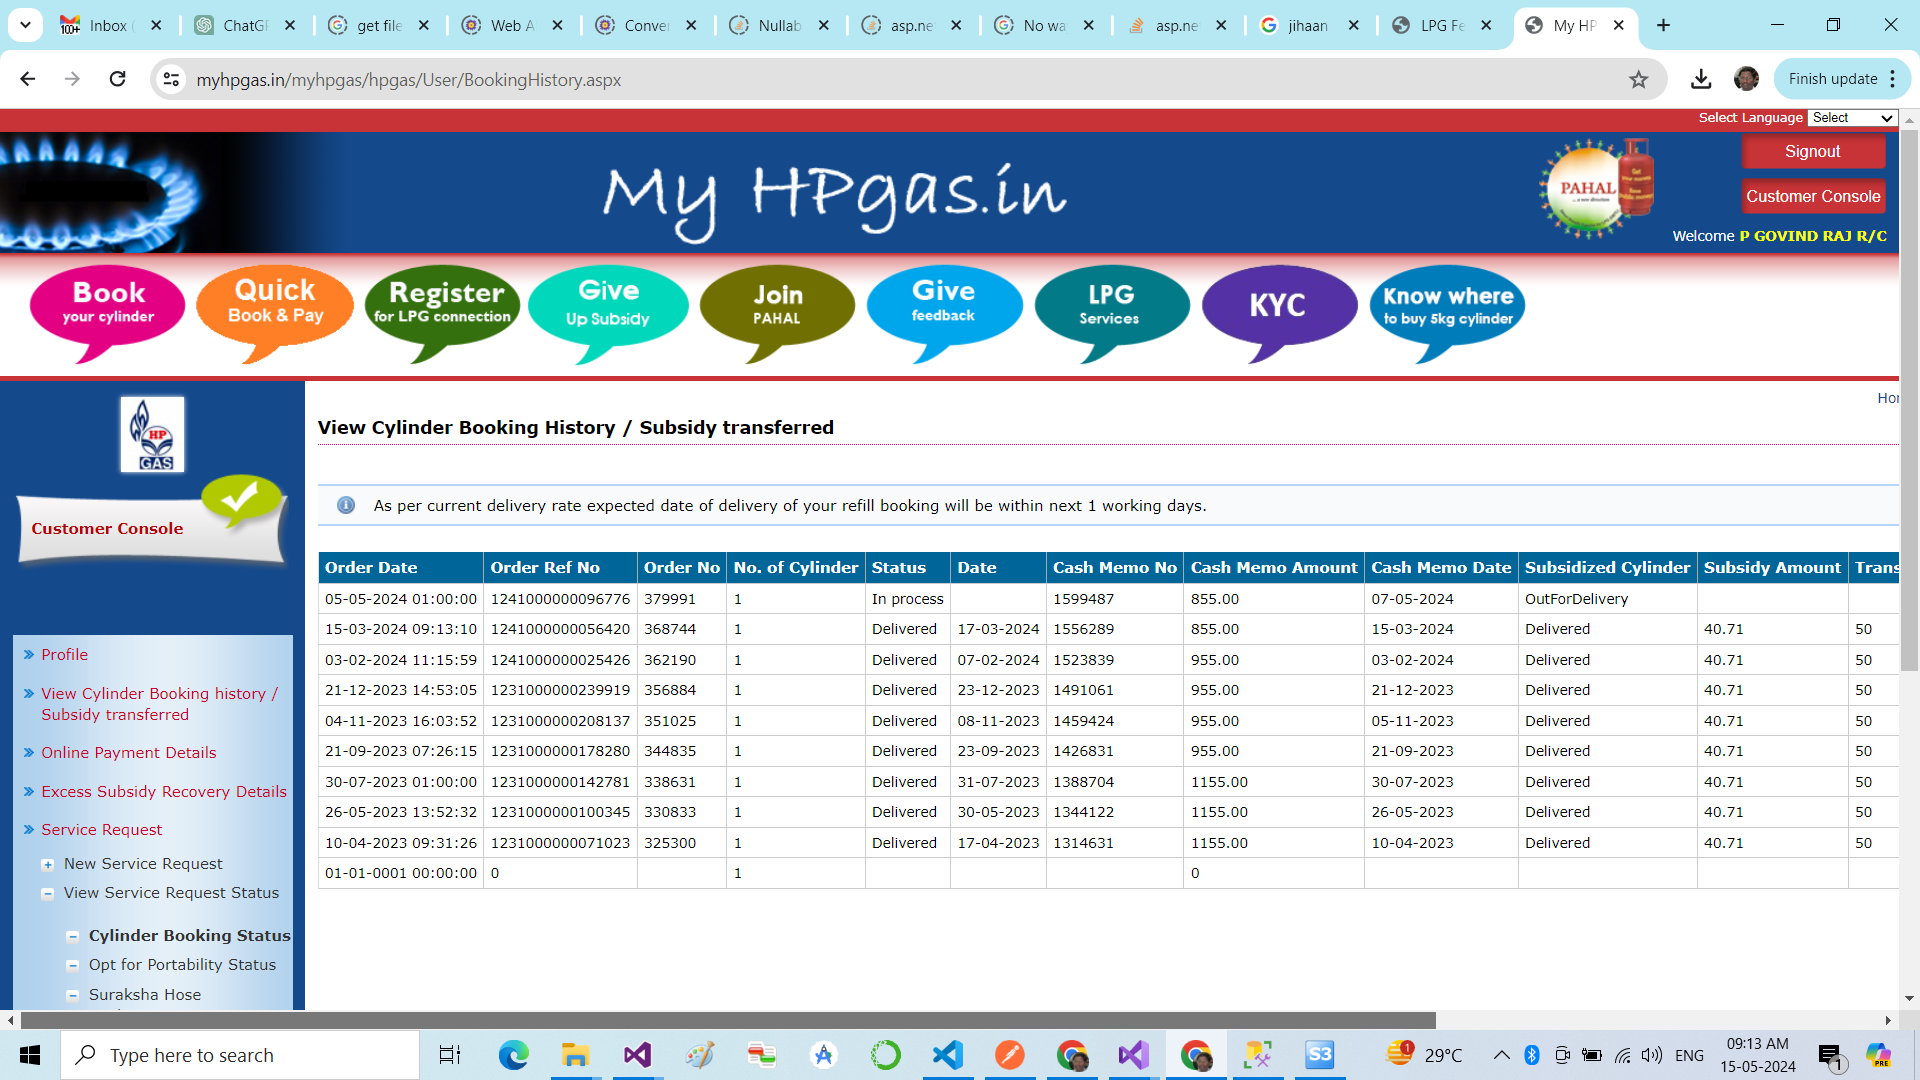 Inbox (
ChatGP
get file
Web A
Conver
Nullab
asp.ne
No wa
asp.ne
jihaan
LPG Fe
My HP
myhpgas.in/myhpgas/hpgas/User/BookingHistory.aspx
Finish update
Select Language Select
My HPgas.in
PAHAL
Signout
Customer Console
Welcome P GOVIND RAJ R/C
Book
your cylinder
Quick
Book & Pay
Register
for LPG connection
Give
Up Subsidy
Join
PAHAL
Give
feedback
LPG
Services
KYC
Know where
to buy 5kg cylinder
HP
GAS
Customer Console
Hor
View Cylinder Booking History / Subsidy transferred
As per current delivery rate expected date of delivery of your refill booking will be within next 1 working days.
Order Date Order Ref No Order No No. of Cylinder Status Date Cash Memo No Cash Memo Amount Cash Memo Date Subsidized Cylinder Subsidy Amount Trans
05-05-2024 01:00:00 1241000000096776 379991 1 In process 1599487 855.00 07-05-2024 OutForDelivery
15-03-2024 09:13:10 1241000000056420 368744 1 Delivered 17-03-2024 1556289 855.00 15-03-2024 Delivered 40.71 50
03-02-2024 11:15:59 1241000000025426 362190 1 Delivered 07-02-2024 1523839 955.00 03-02-2024 Delivered 40.71 50
21-12-2023 14:53:05 1231000000239919 356884 1 Delivered 23-12-2023 1491061 955.00 21-12-2023 Delivered 40.71 50
04-11-2023 16:03:52 1231000000208137 351025 1 Delivered 08-11-2023 1459424 955.00 05-11-2023 Delivered 40.71 50
21-09-2023 07:26:15 1231000000178280 344835 1 Delivered 23-09-2023 1426831 955.00 21-09-2023 Delivered 40.71 50
30-07-2023 01:00:00 1231000000142781 338631 1 Delivered 31-07-2023 1388704 1155.00 30-07-2023 Delivered 40.71 50
26-05-2023 13:52:32 1231000000100345 330833 1 Delivered 30-05-2023 1344122 1155.00 26-05-2023 Delivered 40.71 50
10-04-2023 09:31:26 1231000000071023 325300 1 Delivered 17-04-2023 1314631 1155.00 10-04-2023 Delivered 40.71 50
01-01-0001 00:00:00 0 1 0
Profile
View Cylinder Booking history /
Subsidy transferred
Online Payment Details
Excess Subsidy Recovery Details
Service Request
New Service Request
View Service Request Status
Cylinder Booking Status
Opt for Portability Status
Suraksha Hose
Type here to search
S3
1
29°C
ENG
09:13 AM
15-05-2024
1
PRE